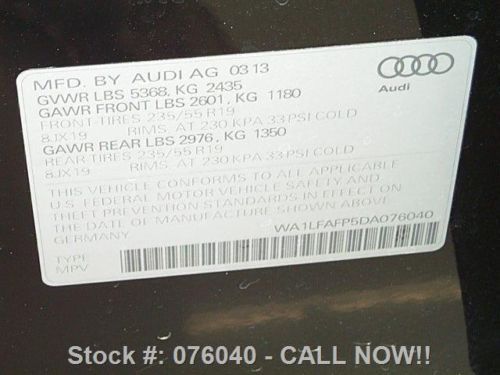 MFD. BY AUDI AG 03 13
GVWR LBS 5368, KG 2435
GAWR FRONT LBS 2601, KG 1180
FRONT TIRES 235/55 R19
8JX19 RIMS, AT 230 KPA 33 PSI COLD
GAWR REAR LBS 2976, KG 1350
REAR TIRES 235/55 R19
8JX19 RIMS, AT 230 KPA 33 PSI COLD
THIS VEHICLE CONFORMS TO ALL APPLICABLE
U.S. FEDERAL MOTOR VEHICLE SAFETY AND
THEFT PREVENTION STANDARDS IN EFFECT ON
THE DATE OF MANUFACTURE SHOWN ABOVE.
GERMANY. WA1LFAFP5DA076040
TYPE
MPV
Audi
Stock #: 076040 - CALL NOW!!